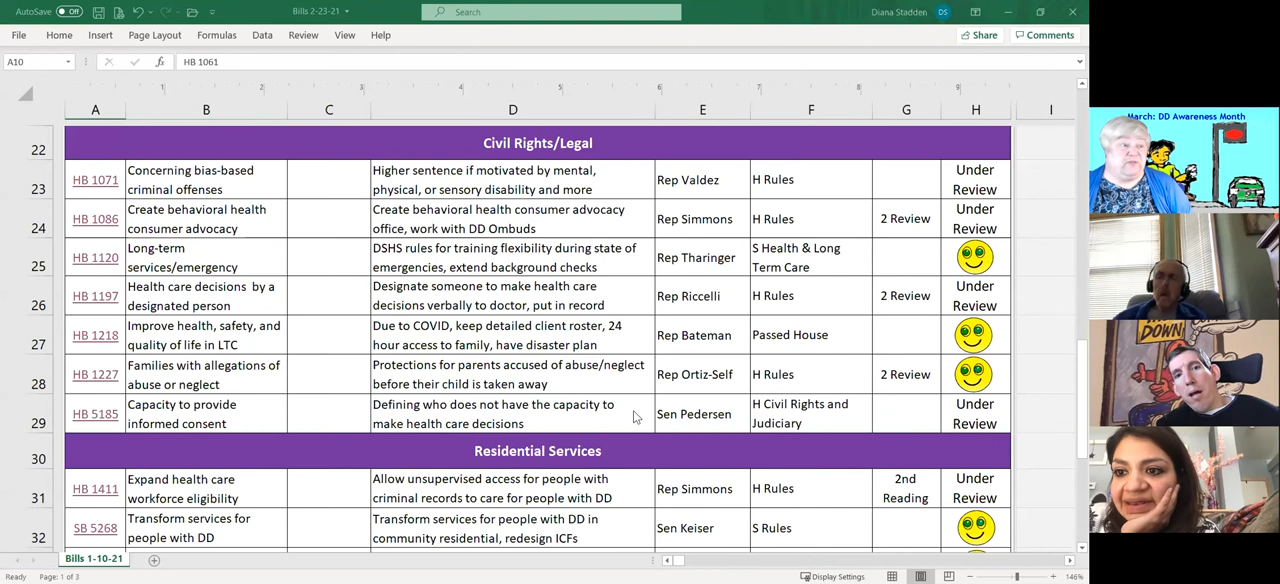 AutoSave Off Bills 2-23-21 Search Diana Stadden DS
File Home Insert Page Layout Formulas Data Review View Help Share Comments
A10 fx HB 1061
1 2 3 4 5 6 7 8 9
A B C D E F G H I
22 Civil Rights/Legal
23 HB 1071 Concerning bias-based Higher sentence if motivated by mental, Rep Valdez H Rules Under
criminal offenses physical, or sensory disability and more Review
24 HB 1086 Create behavioral health Create behavioral health consumer advocacy Rep Simmons H Rules 2 Review Under
consumer advocacy office, work with DD Ombuds Review
25 HB 1120 Long-term DSHS rules for training flexibility during state of Rep Tharinger S Health & Long
services/emergency emergencies, extend background checks Term Care
26 HB 1197 Health care decisions by a Designate someone to make health care Rep Riccelli H Rules 2 Review Under
designated person decisions verbally to doctor, put in record Review
27 HB 1218 Improve health, safety, and Due to COVID, keep detailed client roster, 24 Rep Bateman Passed House
quality of life in LTC hour access to family, have disaster plan
28 HB 1227 Families with allegations of Protections for parents accused of abuse/neglect Rep Ortiz-Self H Rules 2 Review
abuse or neglect before their child is taken away
29 HB 5185 Capacity to provide Defining who does not have the capacity to Sen Pedersen H Civil Rights and Under
informed consent make health care decisions Judiciary Review
30 Residential Services
31 HB 1411 Expand health care Allow unsupervised access for people with Rep Simmons H Rules 2nd Under
workforce eligibility criminal records to care for people with DD Reading Review
32 SB 5268 Transform services for Transform services for people with DD in Sen Keiser S Rules
people with DD community residential, redesign ICFs
Bills 1-10-21
Ready Page: 1 of 3 Display Settings 146%
March: DD Awareness Month
DOWN